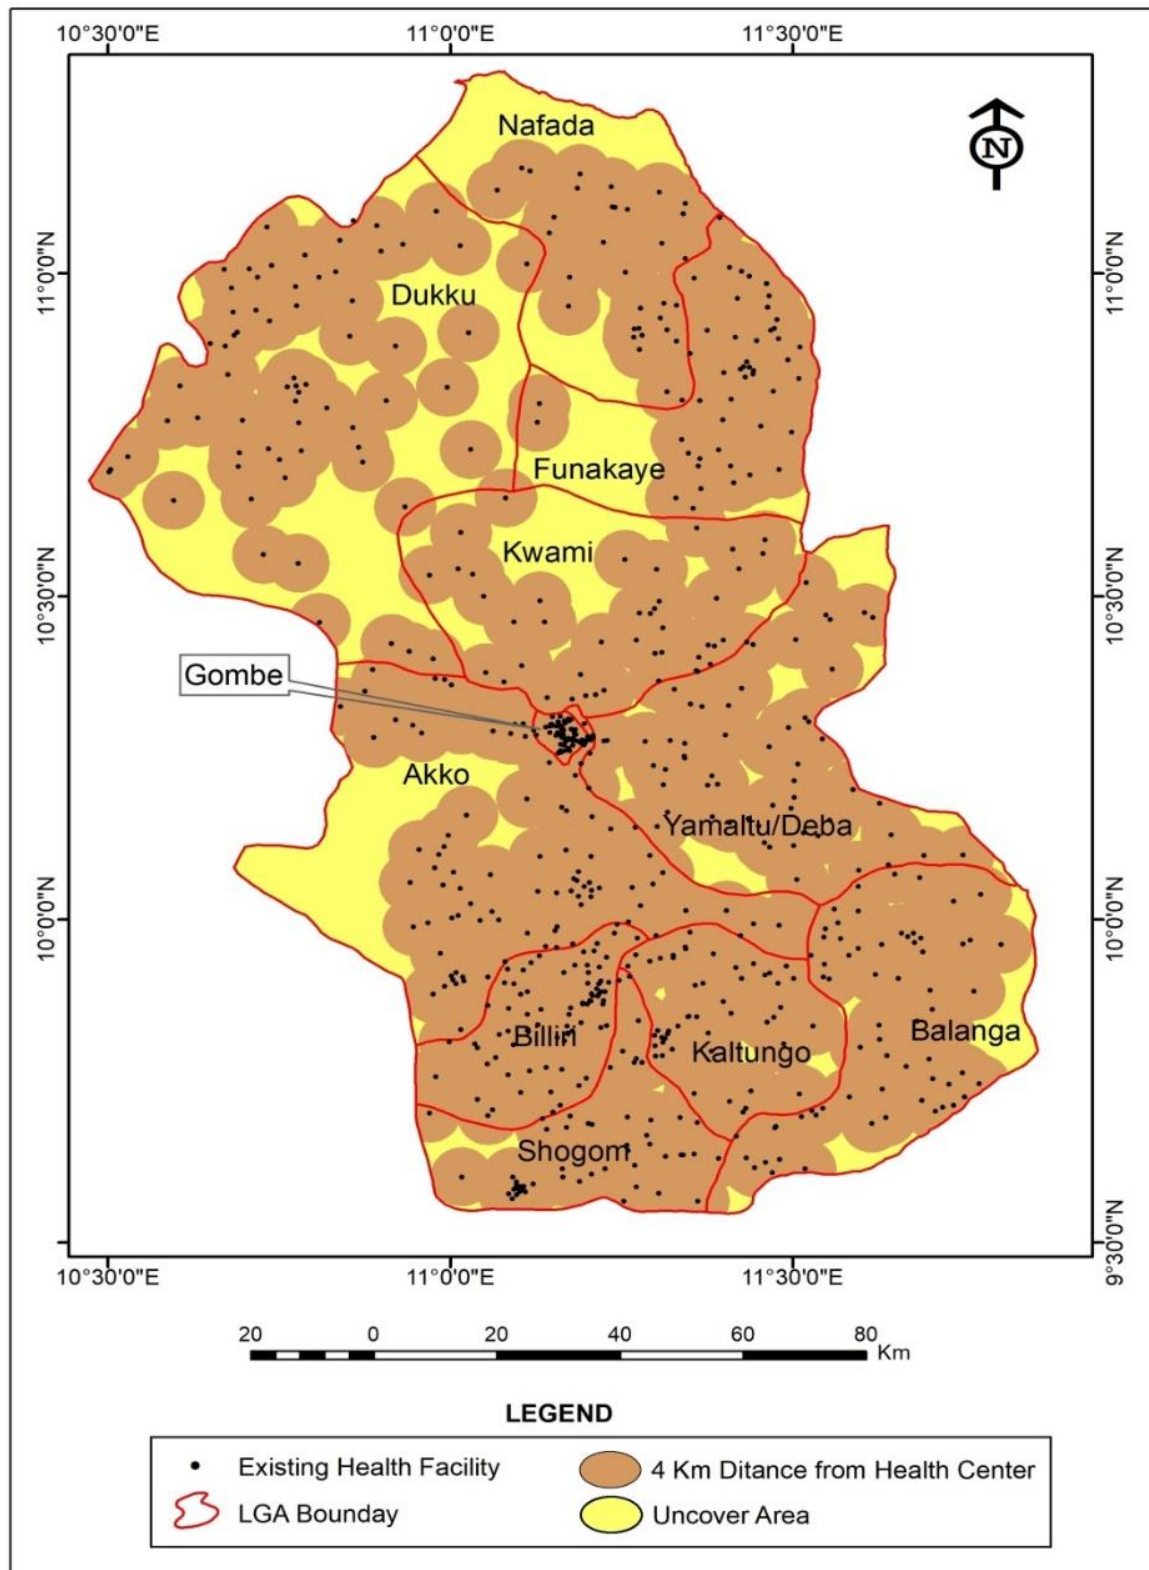 10°30'0"E 11°0'0"E 11°30'0"E
N
Nafada
11°0'0"N 11°0'0"N
Dukku
Funakaye
Kwami
10°30'0"N 10°30'0"N
Gombe
Akko
Yamaltu/Deba
10°0'0"N 10°0'0"N
Balanga
Billiri
Kaltungo
Shogom
9°30'0"N
10°30'0"E 11°0'0"E 11°30'0"E
20 0 20 40 60 80
Km
LEGEND
Existing Health Facility 4 Km Ditance from Health Center
LGA Bounday Uncover Area